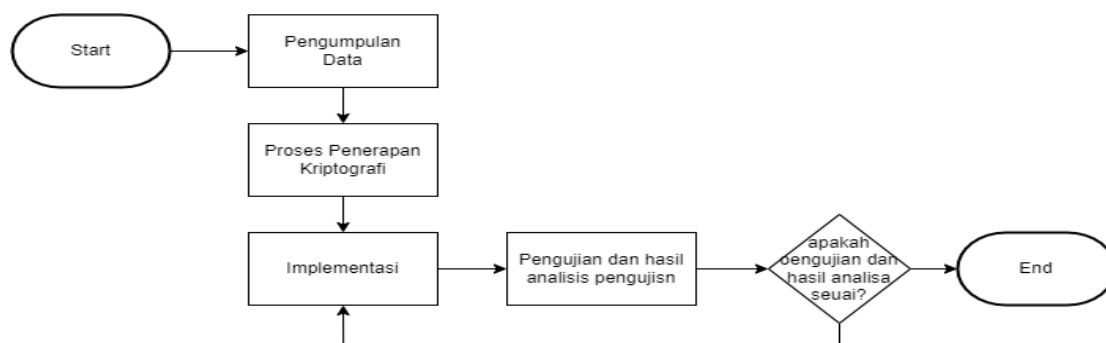 Start
Pengumpulan
Data
Proses Penerapan
Kriptografi
Implementasi
Pengujian dan hasil
analisis pengujisn
apakah
pengujian dan
hasil analisa
seuai?
End